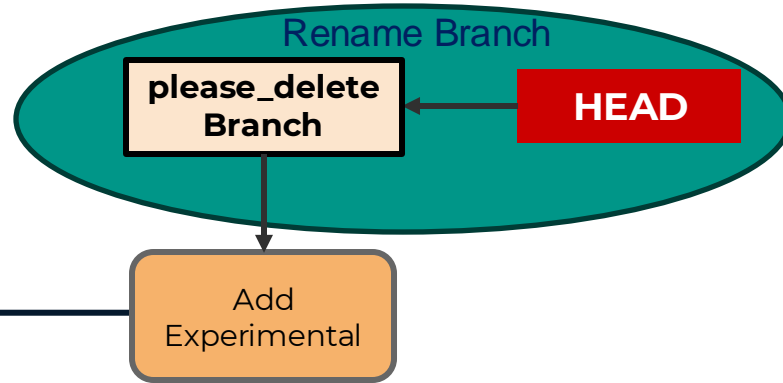 Rename Branch
please_delete
Branch
HEAD
Add
Experimental